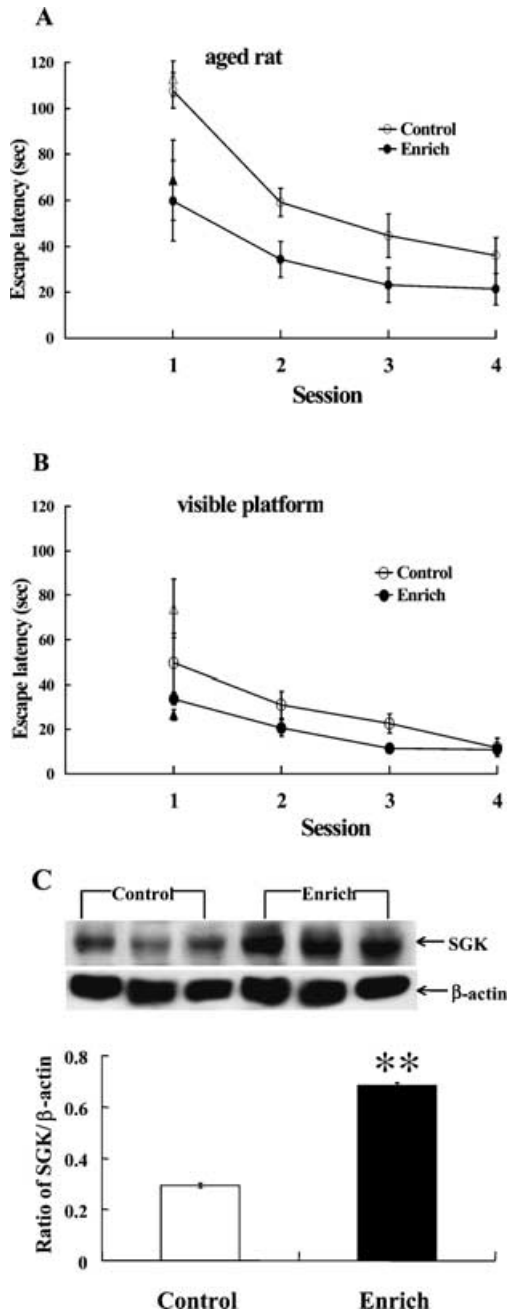 A
aged rat
120
100
80
60
40
20
0
Escape latency (sec)
Control
Enrich
1 2 3 4
Session
B
visible platform
120
100
80
60
40
20
0
Escape latency (sec)
Control
Enrich
1 2 3 4
Session
C
Control Enrich
SGK
β-actin
0.8
0.6
0.4
0.2
0
Ratio of SGK/β-actin
**
Control Enrich